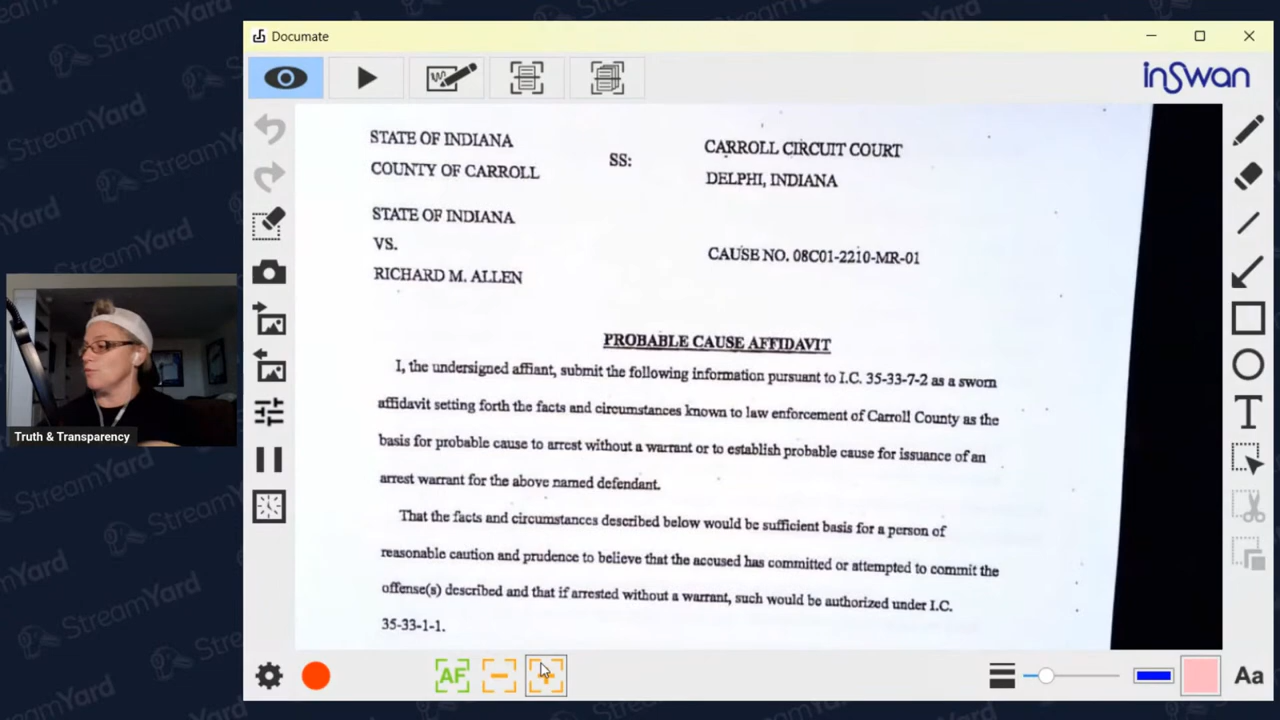 StreamYard
Documate
inSwan
STATE OF INDIANA
COUNTY OF CARROLL
SS:
CARROLL CIRCUIT COURT
DELPHI, INDIANA
STATE OF INDIANA
VS.
RICHARD M. ALLEN
CAUSE NO. 08C01-2210-MR-01
PROBABLE CAUSE AFFIDAVIT
I, the undersigned affiant, submit the following information pursuant to I.C. 35-33-7-2 as a sworn
affidavit setting forth the facts and circumstances known to law enforcement of Carroll County as the
basis for probable cause to arrest without a warrant or to establish probable cause for issuance of an
arrest warrant for the above named defendant.
That the facts and circumstances described below would be sufficient basis for a person of
reasonable caution and prudence to believe that the accused has committed or attempted to commit the
offense(s) described and that if arrested without a warrant, such would be authorized under I.C.
35-33-1-1.
Truth & Transparency
AF
T
Aa